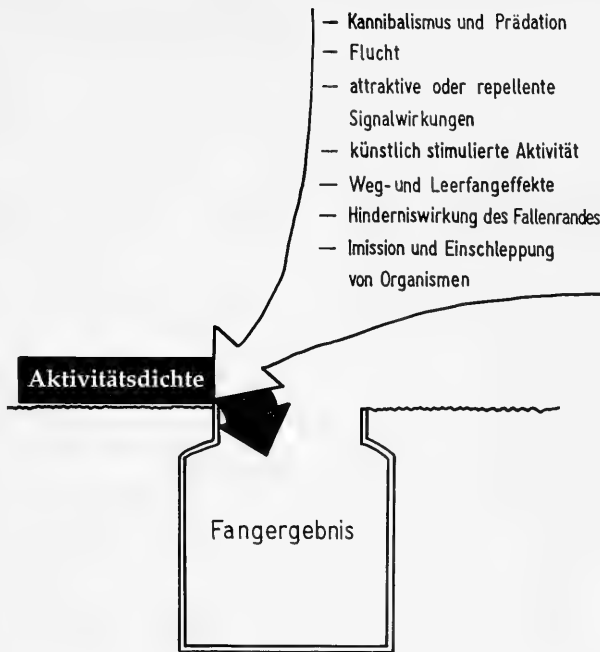 – Kannibalismus und Prädation
– Flucht
– attraktive oder repellente
Signalwirkungen
– künstlich stimulierte Aktivität
– Weg- und Leerfangeffekte
– Hinderniswirkung des Fallenrandes
– Imission und Einschleppung
von Organismen
Aktivitätsdichte
Fangergebnis